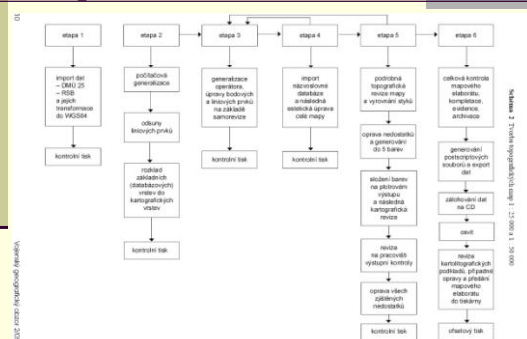 10
etapa 1
import dat
– DMÚ 25
– RSB
a jejich
transformace
do WGS84
kontrolní tisk
etapa 2
počítačová
generalizace
odsuny
liniových prvků
rozklad
základních
(databázových)
vrstev do
kartografických
vrstev
kontrolní tisk
etapa 3
generalizace
operátora,
úpravy bodových
a liniových prvků
na základě
samorevize
kontrolní tisk
etapa 4
import
názvoslovné
databáze
a následná
estetická úprava
celé mapy
kontrolní tisk
etapa 5
podrobná
topografická
revize mapy
a vyrovnání styků
oprava nedostatků
a generování
do 5 barev
složení barev
na plotrovém
výstupu
a následná
kartografická
revize
revize
na pracovišti
výstupní kontroly
oprava všech
zjištěných
nedostatků
kontrolní tisk
etapa 6
celková kontrola
mapového
elaborátu,
kompletace,
evidence,
archivace
generování
postscriptových
souborů a export
dat
zálohování dat
na CD
osvit
revize
kartolitografických
podkladů, případné
opravy a předání
mapového
elaborátu
do tiskárny
ofsetový tisk
Schéma 2 Tvorba topografických map 1 : 25 000 a 1 : 50 000
Vojenský geografický obzor